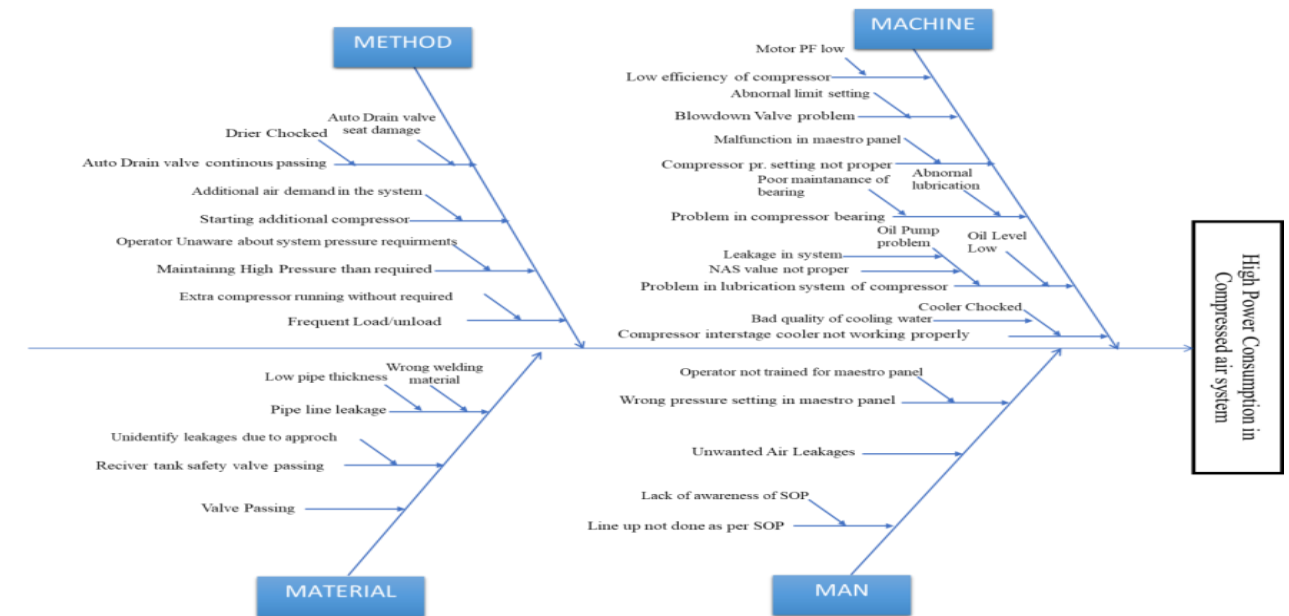 METHOD
Drier Chocked
Auto Drain valve
seat damage
Auto Drain valve continous passing
Additional air demand in the system
Starting additional compressor
Operator Unaware about system pressure requirments
Maintainng High Pressure than required
Extra compressor running without required
Frequent Load/unload
MACHINE
Motor PF low
Low efficiency of compressor
Abnornal limit setting
Blowdown Valve problem
Malfunction in maestro panel
Compressor pr. setting not proper
Poor maintanance of
bearing
Abnornal
lubrication
Problem in compressor bearing
Oil Pump
problem
Oil Level
Low
Leakage in system
NAS value not proper
Problem in lubrication system of compressor
Cooler Chocked
Bad quality of cooling water
Compressor interstage cooler not working properly
High Power Consumption in
Compressed air system
Low pipe thickness
Wrong welding
material
Pipe line leakage
Unidentify leakages due to approch
Reciver tank safety valve passing
Valve Passing
MATERIAL
Operator not trained for maestro panel
Wrong pressure setting in maestro panel
Unwanted Air Leakages
Lack of awareness of SOP
Line up not done as per SOP
MAN